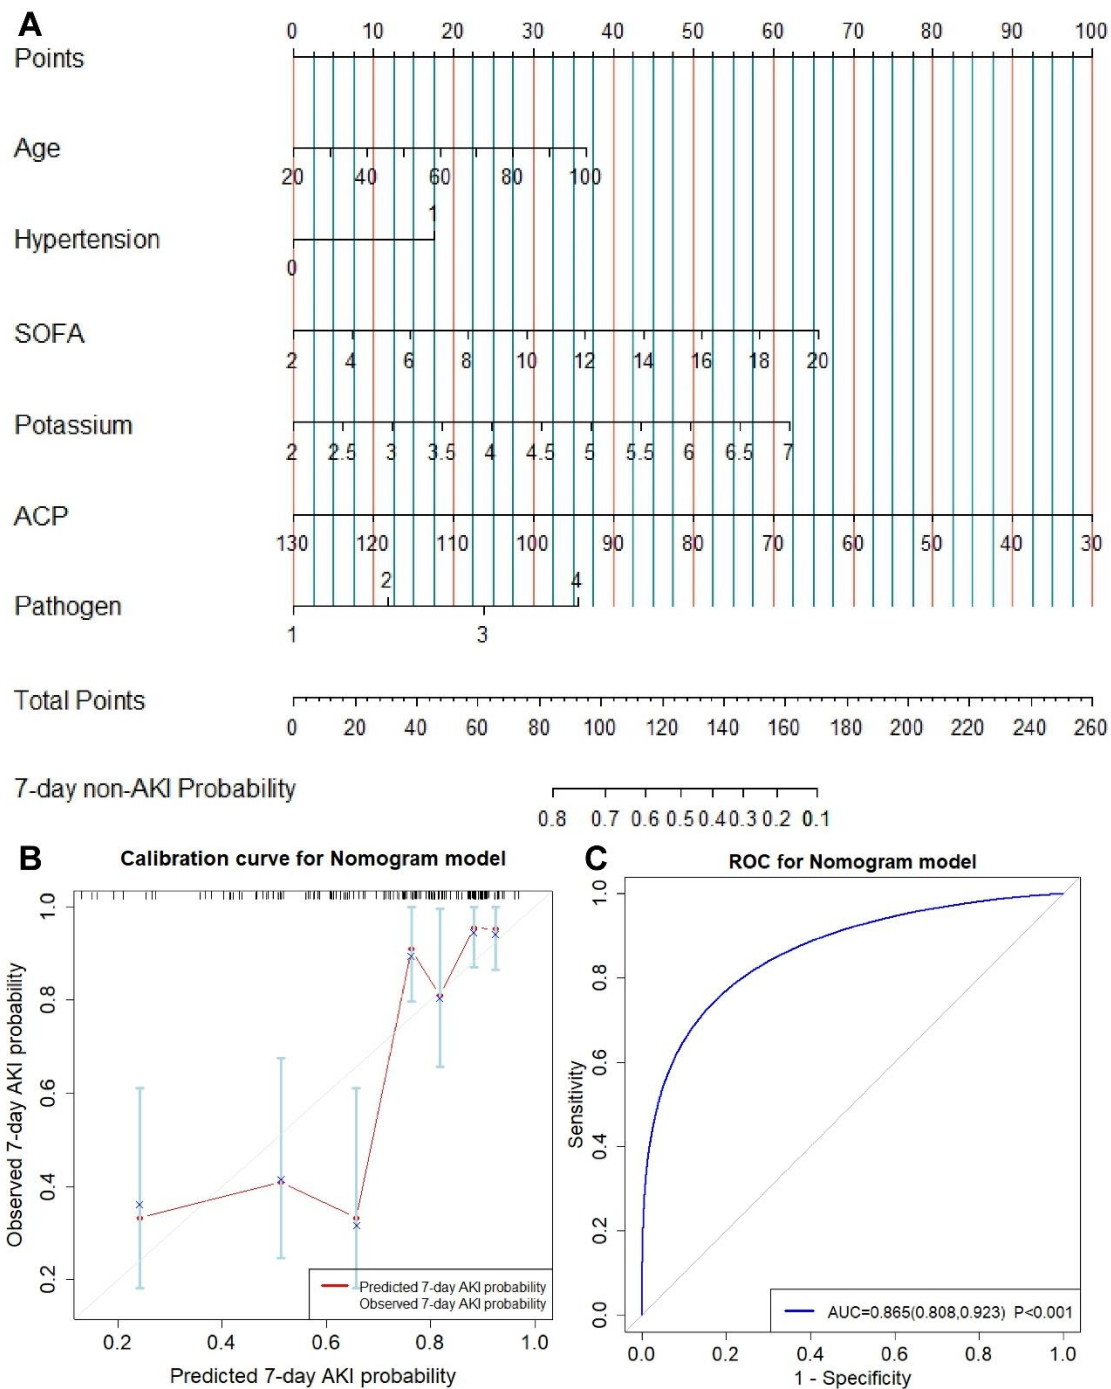 A
0 10 20 30 40 50 60 70 80 90 100
Points
Age
20 40 60 80 100
1
Hypertension
0
SOFA
2 4 6 8 10 12 14 16 18 20
Potassium
2 2.5 3 3.5 4 4.5 5 5.5 6 6.5 7
ACP
130 120 110 100 90 80 70 60 50 40 30
2 4
Pathogen
1 3
Total Points
0 20 40 60 80 100 120 140 160 180 200 220 240 260
7-day non-AKI Probability
0.8 0.7 0.6 0.5 0.4 0.3 0.2 0.1
B
Calibration curve for Nomogram model
Observed 7-day AKI probability
1.0
0.8
0.6
0.4
0.2
Predicted 7-day AKI probability
Observed 7-day AKI probability
0.2 0.4 0.6 0.8 1.0
Predicted 7-day AKI probability
C
ROC for Nomogram model
Sensitivity
1.0
0.8
0.6
0.4
0.2
0.0
AUC=0.865(0.808,0.923) P<0.001
0.0 0.2 0.4 0.6 0.8 1.0
1 - Specificity